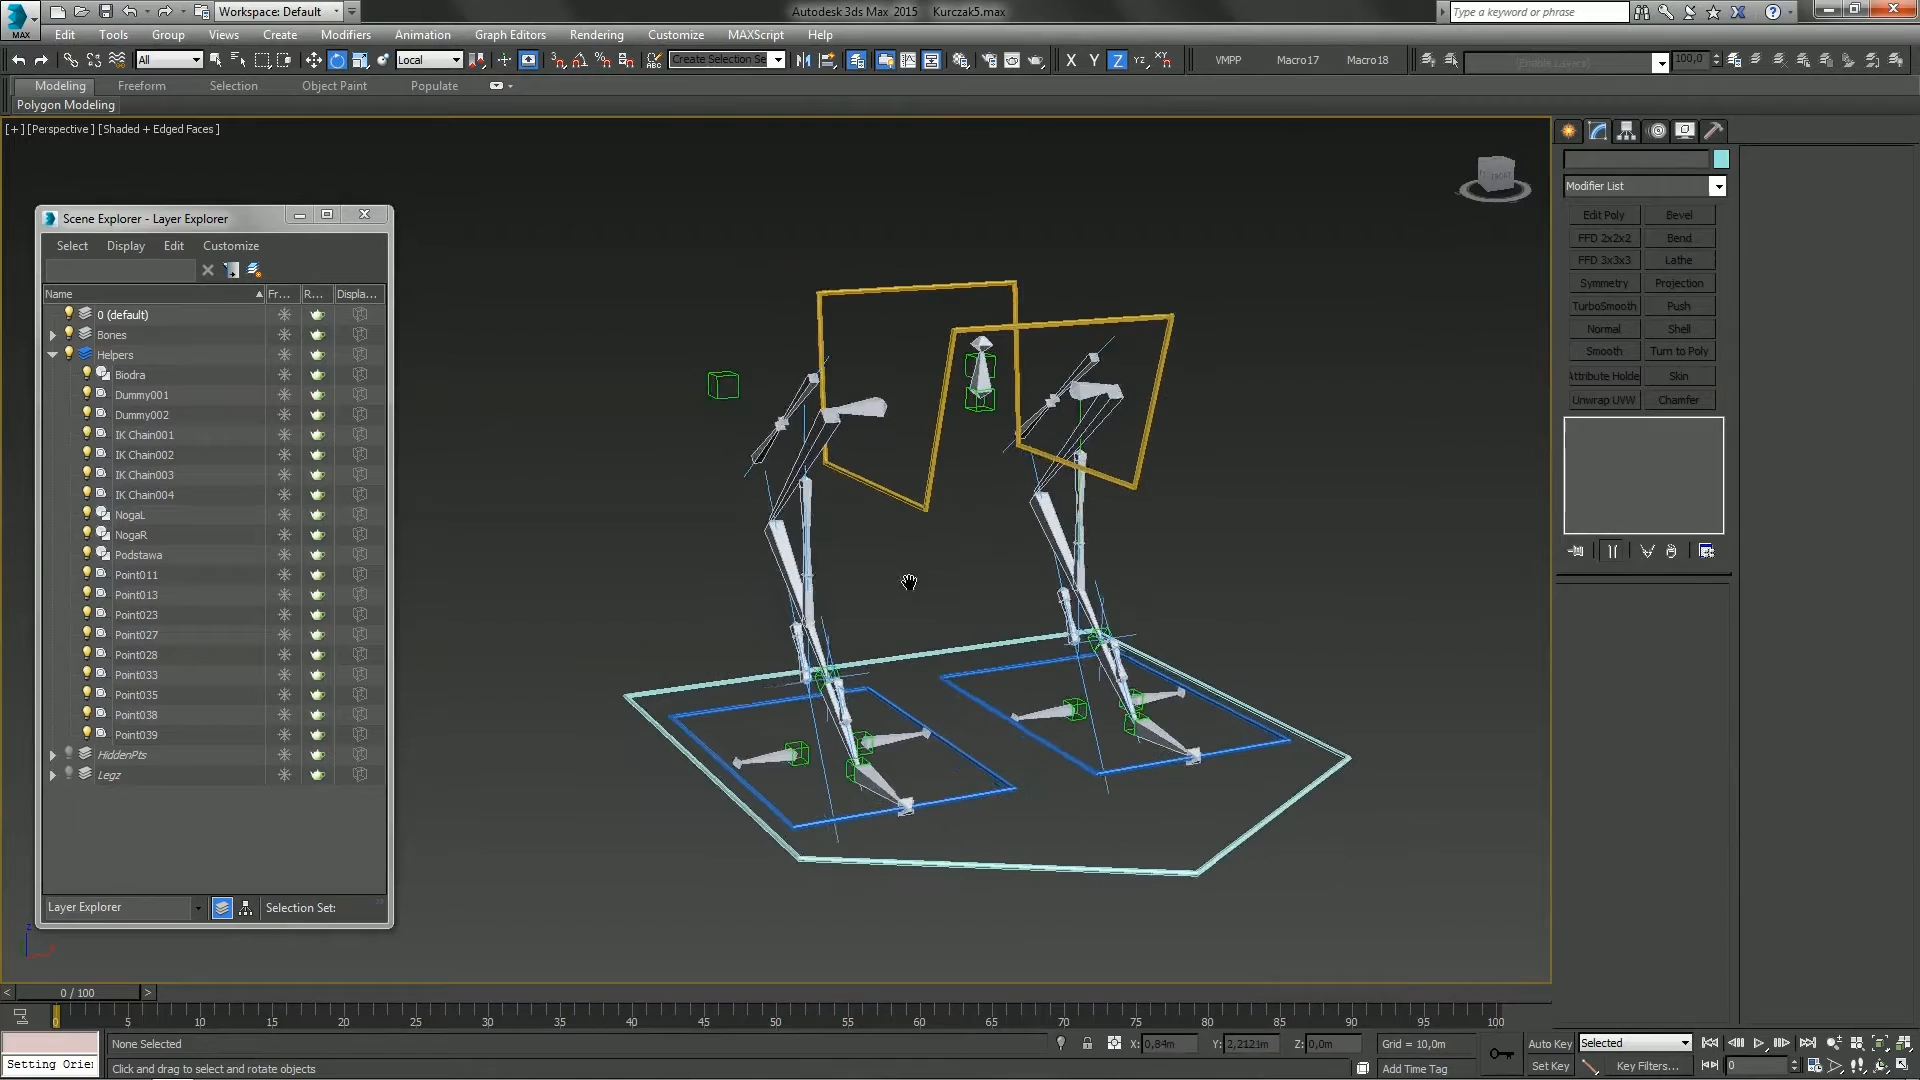 Workspace: Default
Autodesk 3ds Max 2015 Kurczak5.max
Type a keyword or phrase
MAX
Edit Tools Group Views Create Modifiers Animation Graph Editors Rendering Customize MAXScript Help
All
Local
Create Selection Se
X Y Z YZ XY
VMPP Macro17 Macro18
100,0
Modeling Freeform Selection Object Paint Populate
Polygon Modeling
[+] [Perspective] [Shaded + Edged Faces]
Scene Explorer - Layer Explorer
Select Display Edit Customize
Name Fr... R... Displa...
0 (default)
Bones
Helpers
Biodra
Dummy001
Dummy002
IK Chain001
IK Chain002
IK Chain003
IK Chain004
NogaL
NogaR
Podstawa
Point011
Point013
Point023
Point027
Point028
Point033
Point035
Point038
Point039
HiddenPts
Legz
Layer Explorer Selection Set:
Modifier List
Edit Poly Bevel
FFD 2x2x2 Bend
FFD 3x3x3 Lathe
Symmetry Projection
TurboSmooth Push
Normal Shell
Smooth Turn to Poly
Attribute Holde Skin
Unwrap UVW Chamfer
0 / 100
0 5 10 15 20 25 30 35 40 45 50 55 60 65 70 75 80 85 90 95 100
None Selected
X: 0,84m Y: 2,2121m Z: 0,0m Grid = 10,0m
Auto Key Selected
Setting Orie
Click and drag to select and rotate objects
Add Time Tag
Set Key Key Filters... 0